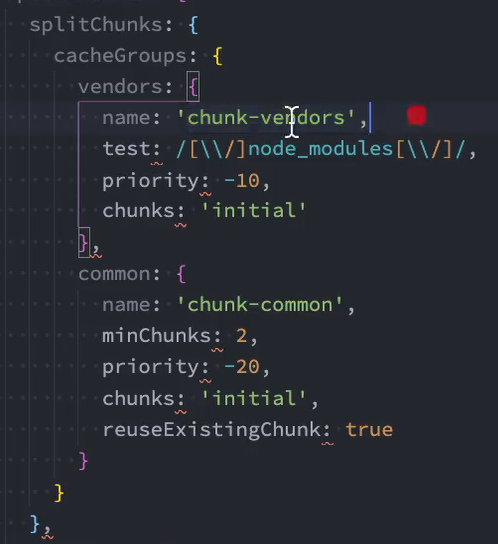 splitChunks: {
cacheGroups: {
vendors: {
name: 'chunk-vendors',
test: /[\\/]node_modules[\\/]/,
priority: -10,
chunks: 'initial'
},
common: {
name: 'chunk-common',
minChunks: 2,
priority: -20,
chunks: 'initial',
reuseExistingChunk: true
}
}
},